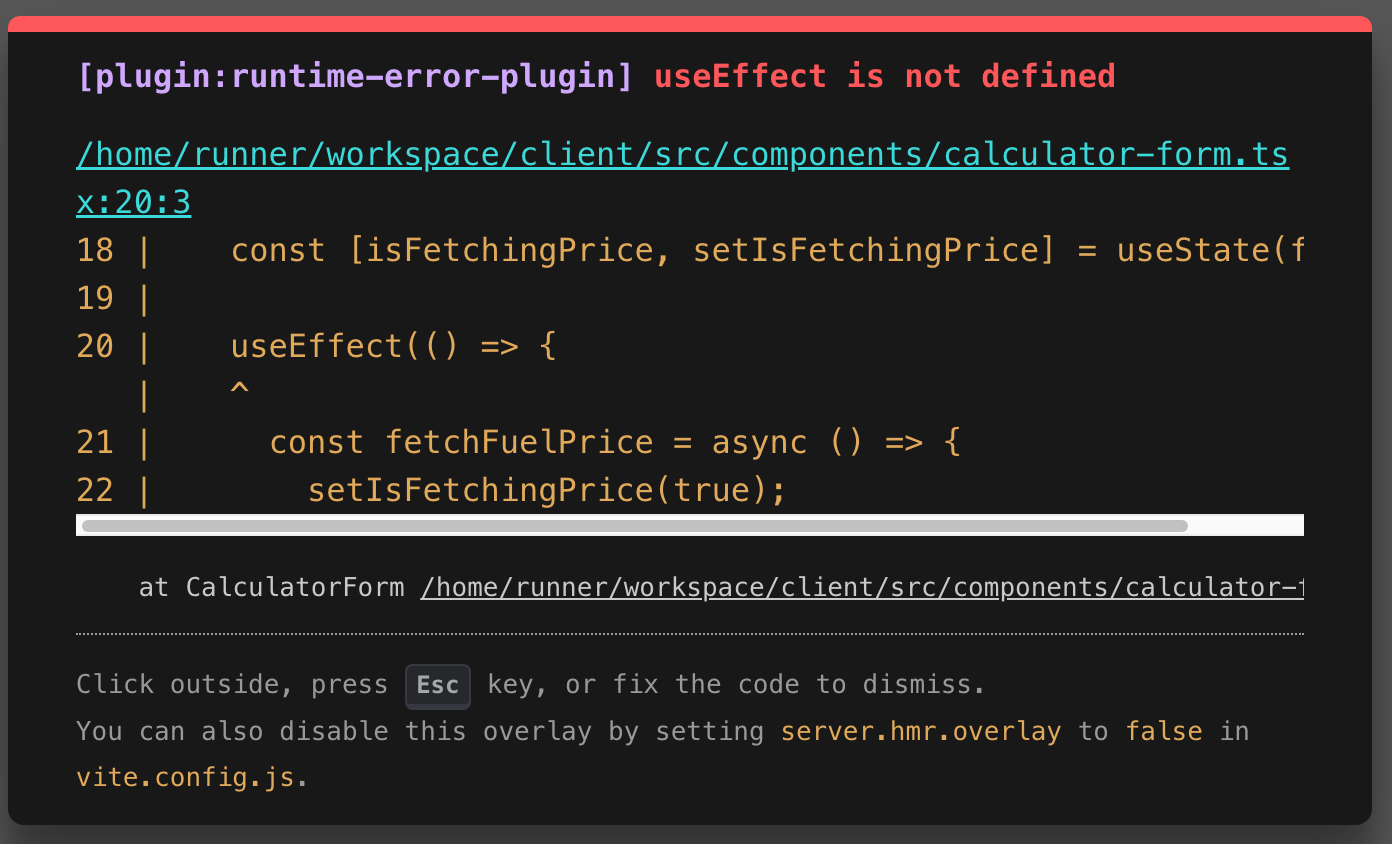 [plugin:runtime-error-plugin] useEffect is not defined
/home/runner/workspace/client/src/components/calculator-form.ts
x:20:3
18 |    const [isFetchingPrice, setIsFetchingPrice] = useState(f
19 |
20 |    useEffect(() => {
   |    ^
21 |      const fetchFuelPrice = async () => {
22 |        setIsFetchingPrice(true);
at CalculatorForm /home/runner/workspace/client/src/components/calculator-f
Click outside, press Esc key, or fix the code to dismiss.
You can also disable this overlay by setting server.hmr.overlay to false in
vite.config.js.